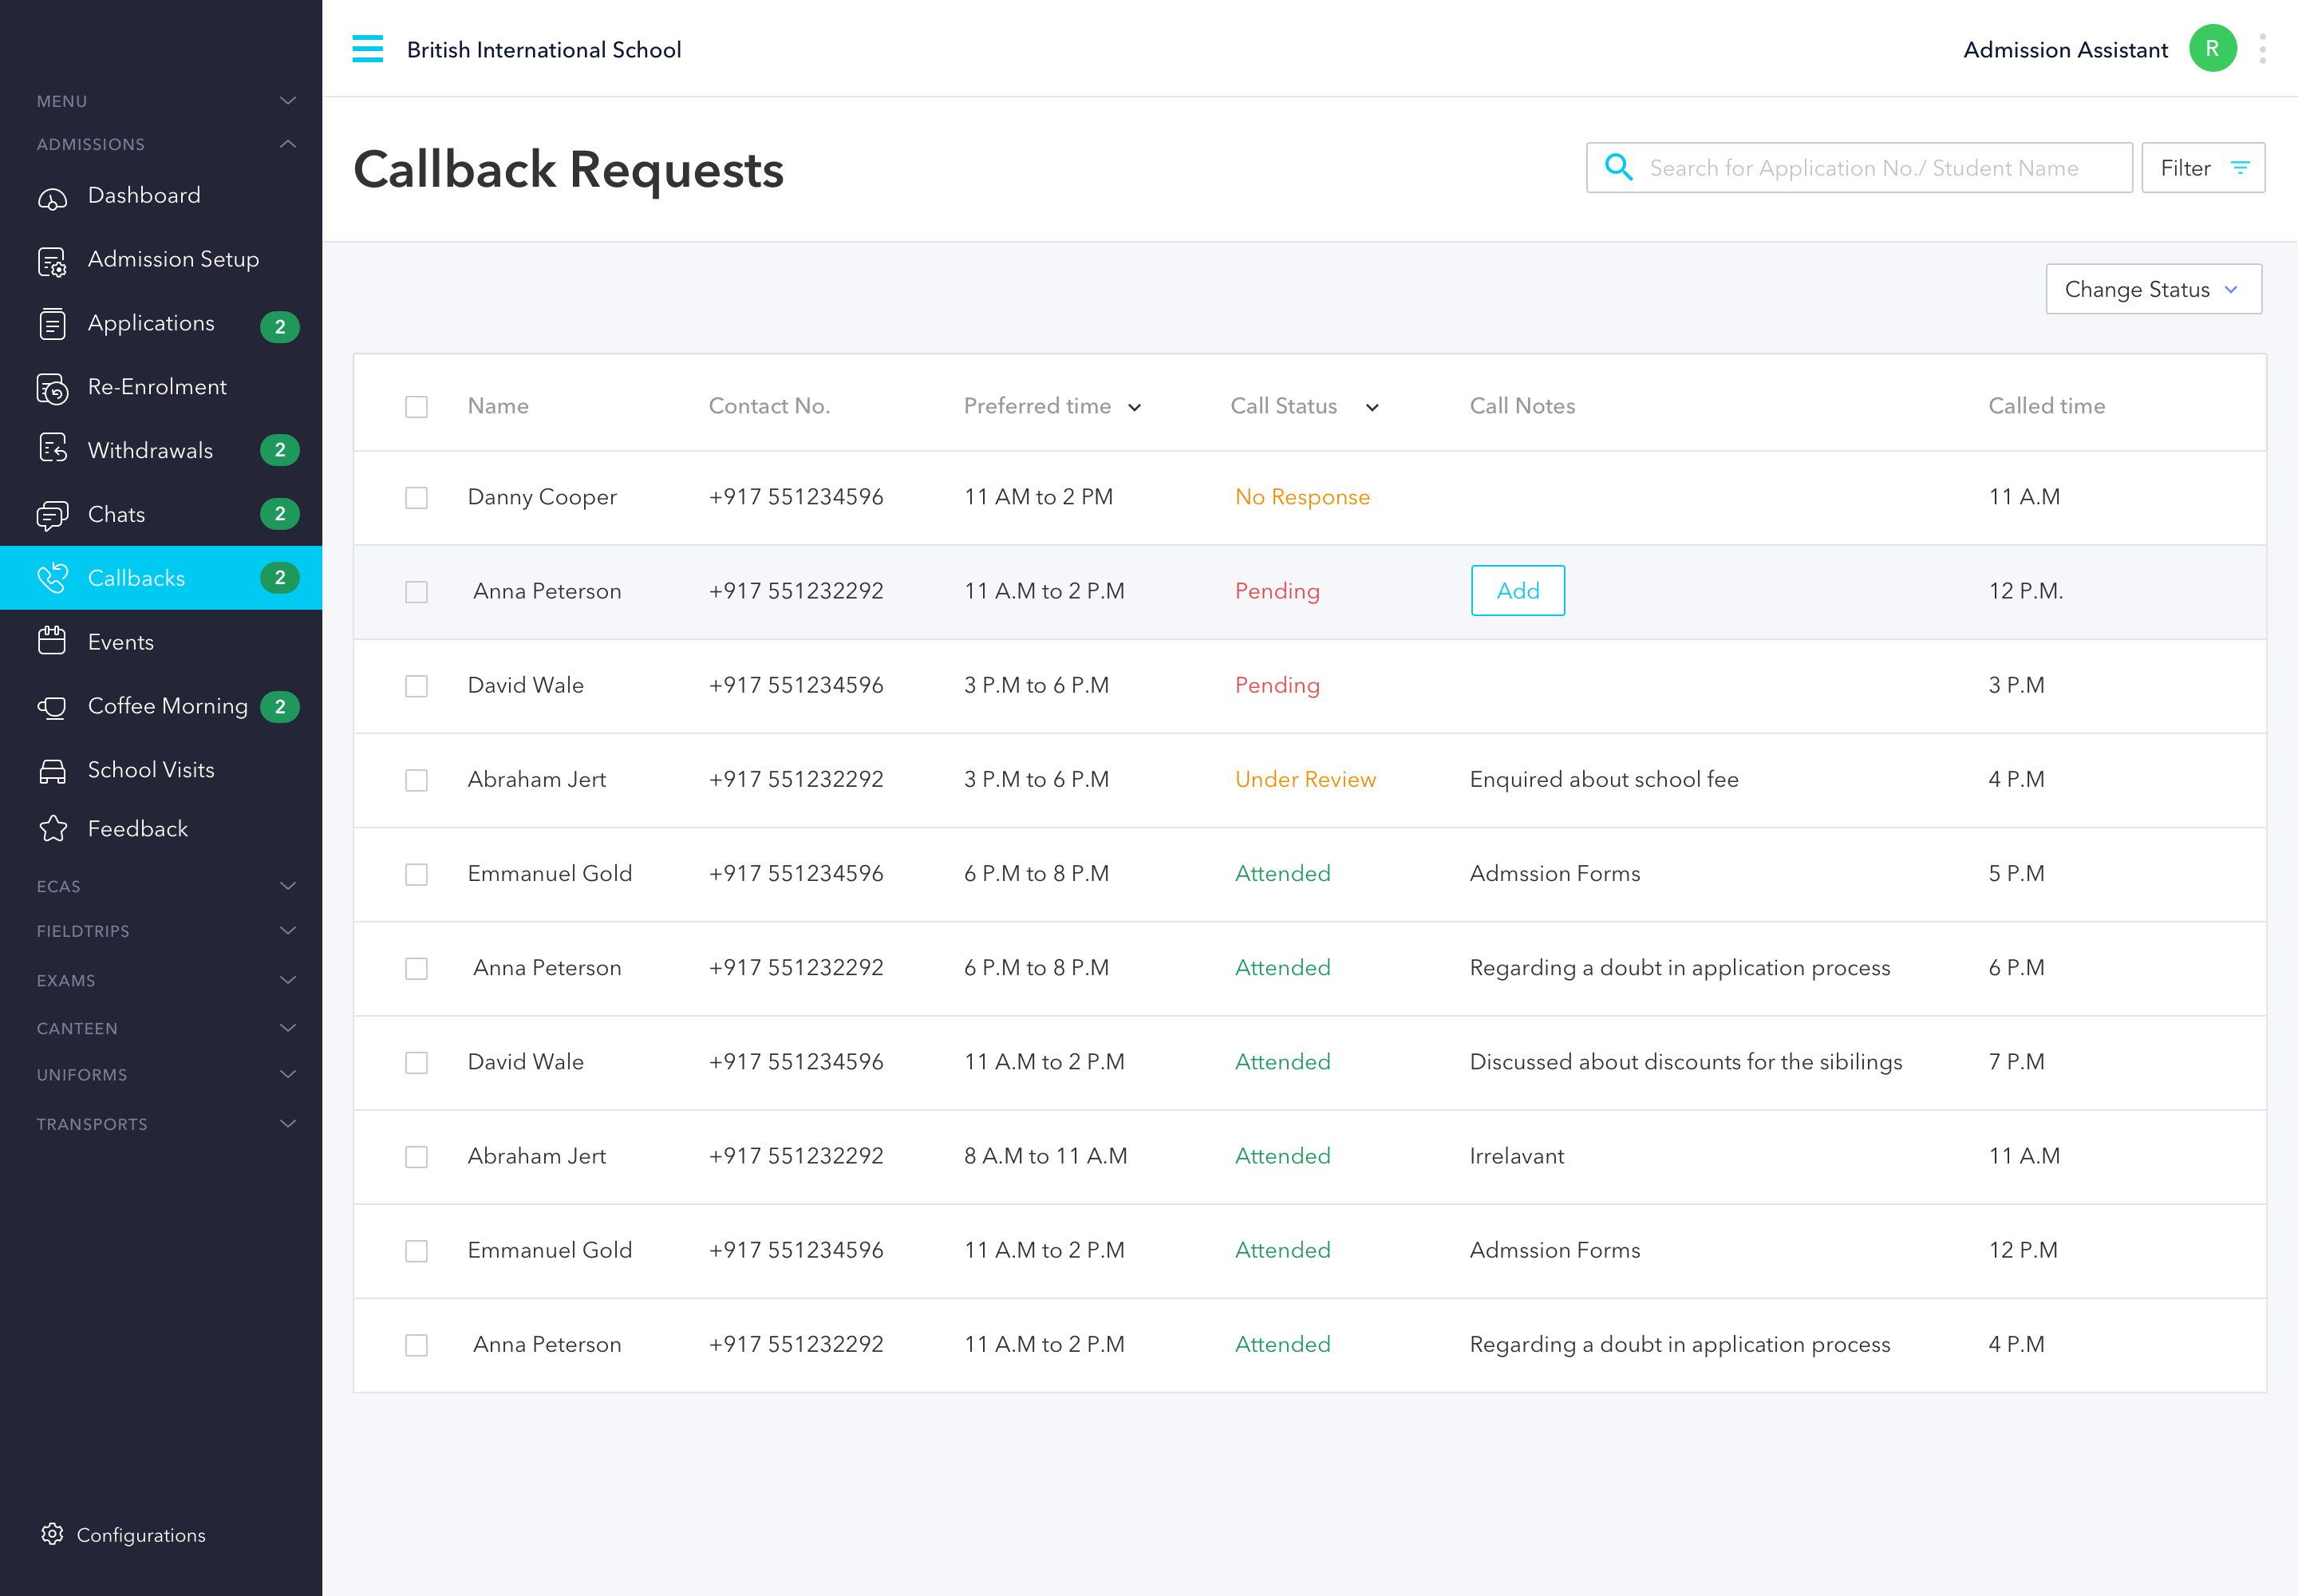 British International School
Admission Assistant R
MENU
ADMISSIONS
Dashboard
Admission Setup
Applications 2
Re-Enrolment
Withdrawals 2
Chats 2
Callbacks 2
Events
Coffee Morning 2
School Visits
Feedback
ECAS
FIELDTRIPS
EXAMS
CANTEEN
UNIFORMS
TRANSPORTS
Configurations
Callback Requests
Search for Application No./ Student Name
Filter
Change Status
Name Contact No. Preferred time Call Status Call Notes Called time
Danny Cooper +917 551234596 11 AM to 2 PM No Response 11 A.M
Anna Peterson +917 551232292 11 A.M to 2 P.M Pending Add 12 P.M.
David Wale +917 551234596 3 P.M to 6 P.M Pending 3 P.M
Abraham Jert +917 551232292 3 P.M to 6 P.M Under Review Enquired about school fee 4 P.M
Emmanuel Gold +917 551234596 6 P.M to 8 P.M Attended Admssion Forms 5 P.M
Anna Peterson +917 551232292 6 P.M to 8 P.M Attended Regarding a doubt in application process 6 P.M
David Wale +917 551234596 11 A.M to 2 P.M Attended Discussed about discounts for the sibilings 7 P.M
Abraham Jert +917 551232292 8 A.M to 11 A.M Attended Irrelavant 11 A.M
Emmanuel Gold +917 551234596 11 A.M to 2 P.M Attended Admssion Forms 12 P.M
Anna Peterson +917 551232292 11 A.M to 2 P.M Attended Regarding a doubt in application process 4 P.M